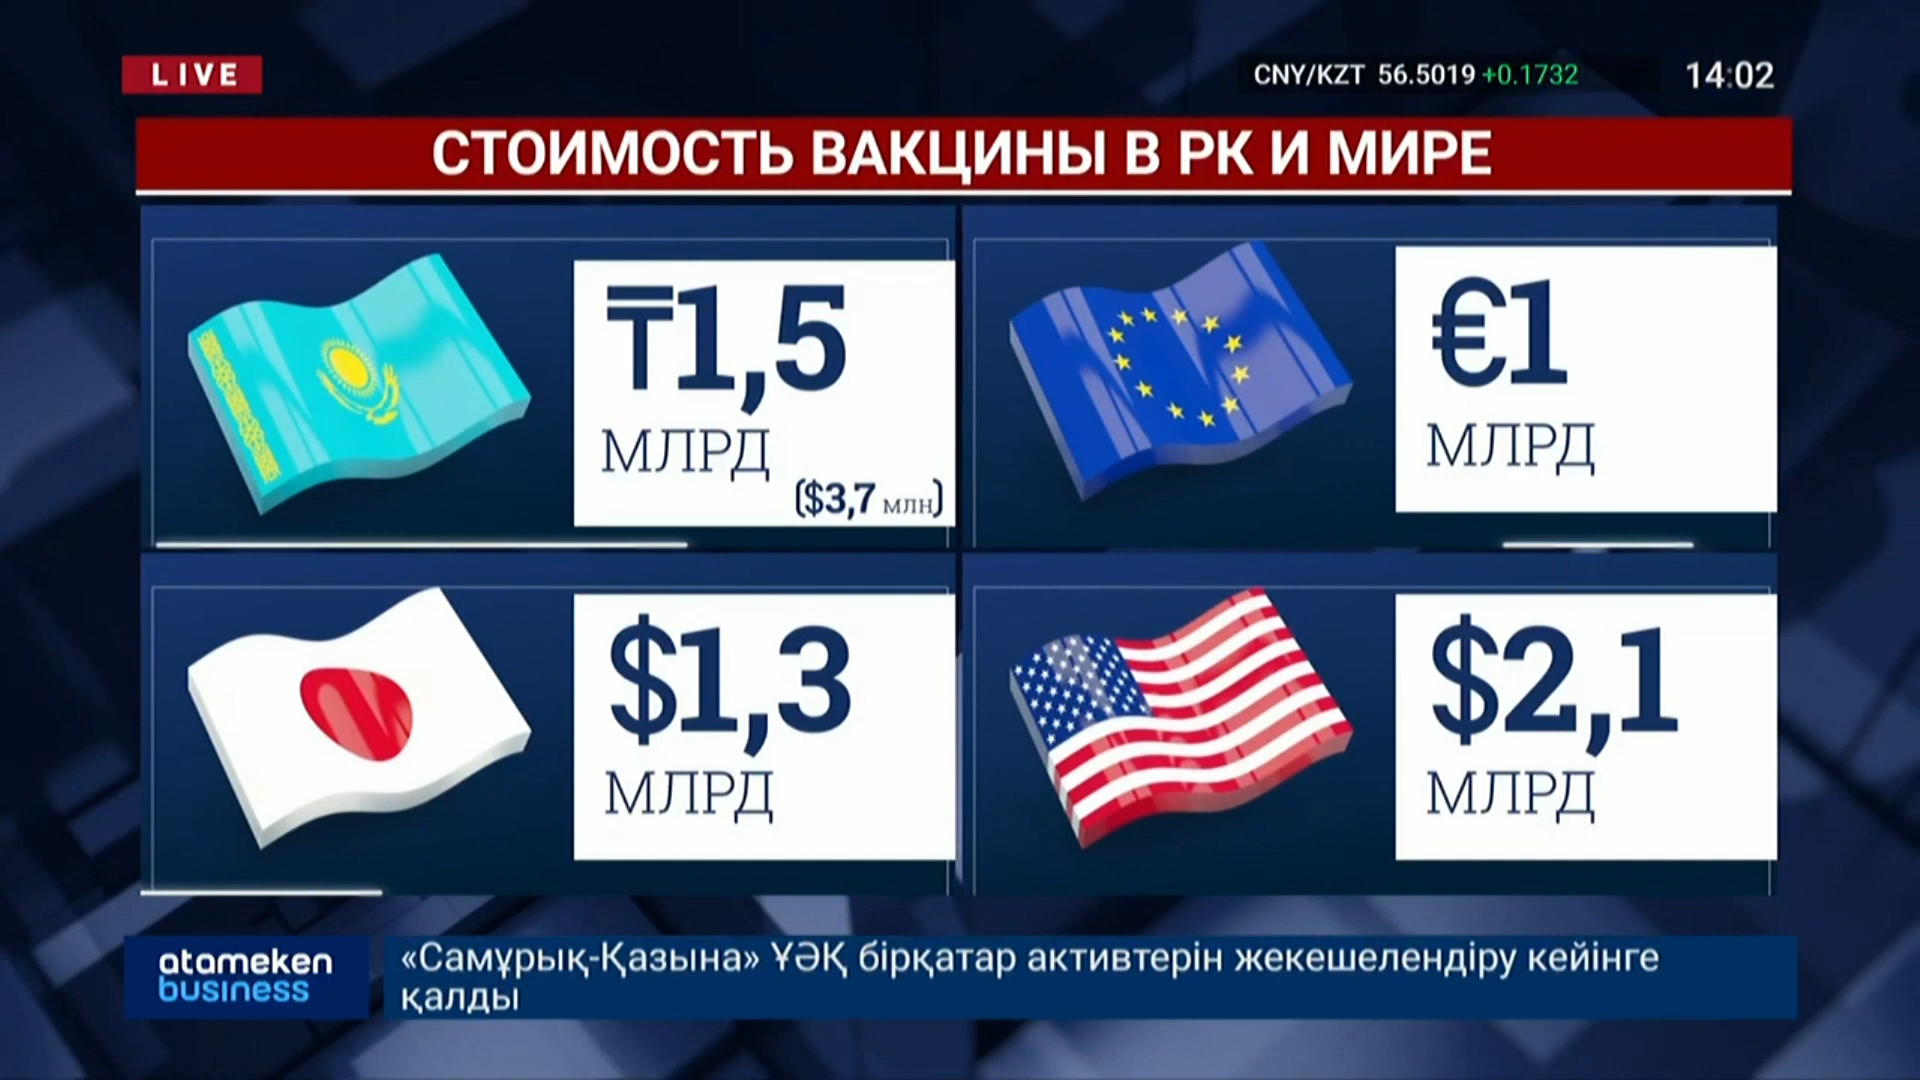 LIVE
CNY/KZT 56.5019 +0.1732
14:02
СТОИМОСТЬ ВАКЦИНЫ В РК И МИРЕ
₸1,5
МЛРД
($3,7 млн)
€1
МЛРД
$1,3
МЛРД
$2,1
МЛРД
atameken
business
«Самұрық-Қазына» ҰӘҚ бірқатар активтерін жекешелендіру кейінге
қалды